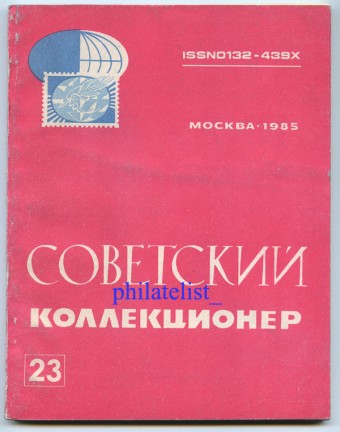 ISSN0132-439X
МОСКВА·1985
СОВЕТСКИЙ
philatelist_
КОЛЛЕКЦИОНЕР
23